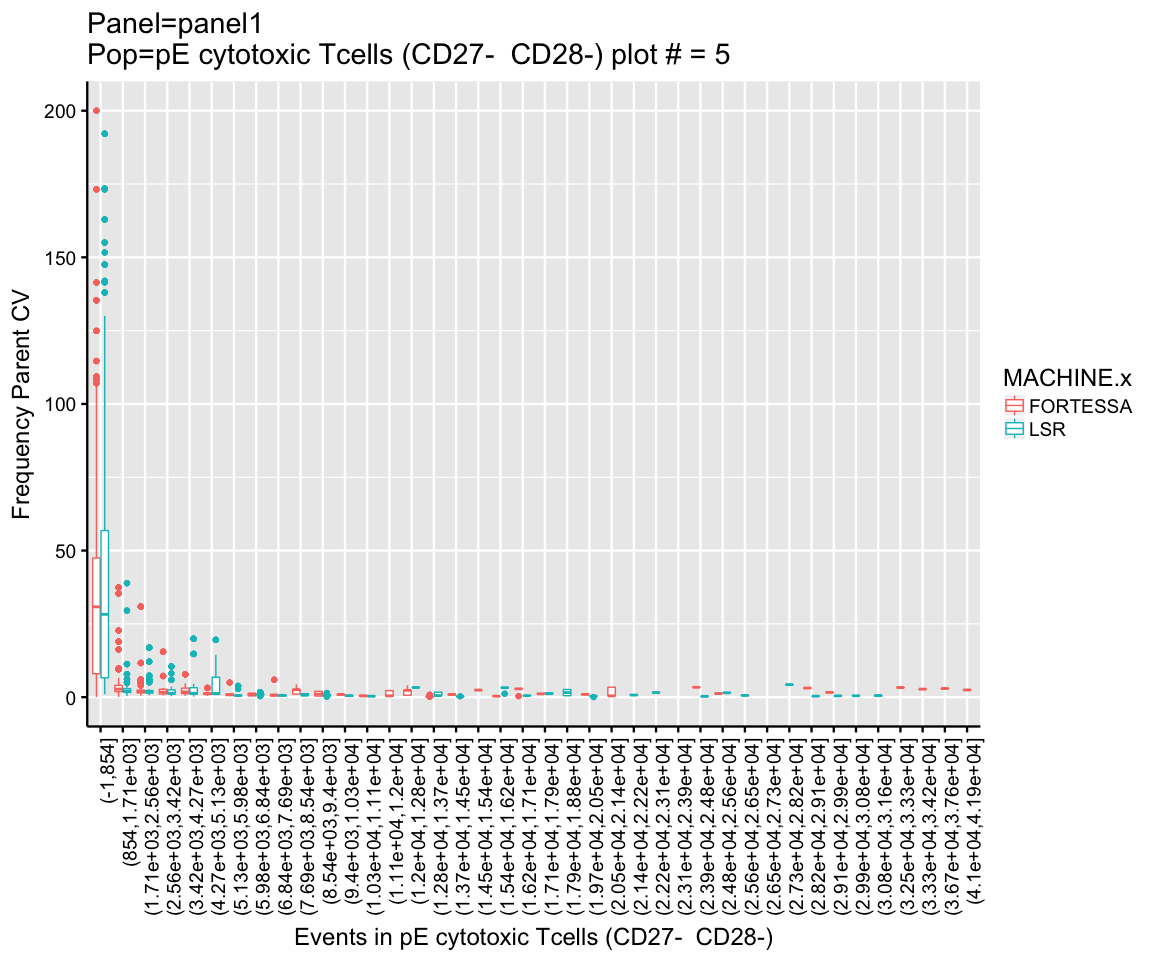 Panel=panel1
Pop=pE cytotoxic Tcells (CD27-  CD28-) plot # = 5
200
150
100
50
0
Frequency Parent CV
MACHINE.x
FORTESSA
LSR
(-1,854]
(854,1.71e+03]
(1.71e+03,2.56e+03]
(2.56e+03,3.42e+03]
(3.42e+03,4.27e+03]
(4.27e+03,5.13e+03]
(5.13e+03,5.98e+03]
(5.98e+03,6.84e+03]
(6.84e+03,7.69e+03]
(7.69e+03,8.54e+03]
(8.54e+03,9.4e+03]
(9.4e+03,1.03e+04]
(1.03e+04,1.11e+04]
(1.11e+04,1.2e+04]
(1.2e+04,1.28e+04]
(1.28e+04,1.37e+04]
(1.37e+04,1.45e+04]
(1.45e+04,1.54e+04]
(1.54e+04,1.62e+04]
(1.62e+04,1.71e+04]
(1.71e+04,1.79e+04]
(1.79e+04,1.88e+04]
(1.97e+04,2.05e+04]
(2.05e+04,2.14e+04]
(2.14e+04,2.22e+04]
(2.22e+04,2.31e+04]
(2.31e+04,2.39e+04]
(2.39e+04,2.48e+04]
(2.48e+04,2.56e+04]
(2.56e+04,2.65e+04]
(2.65e+04,2.73e+04]
(2.73e+04,2.82e+04]
(2.82e+04,2.91e+04]
(2.91e+04,2.99e+04]
(2.99e+04,3.08e+04]
(3.08e+04,3.16e+04]
(3.25e+04,3.33e+04]
(3.33e+04,3.42e+04]
(3.67e+04,3.76e+04]
(4.1e+04,4.19e+04]
Events in pE cytotoxic Tcells (CD27-  CD28-)